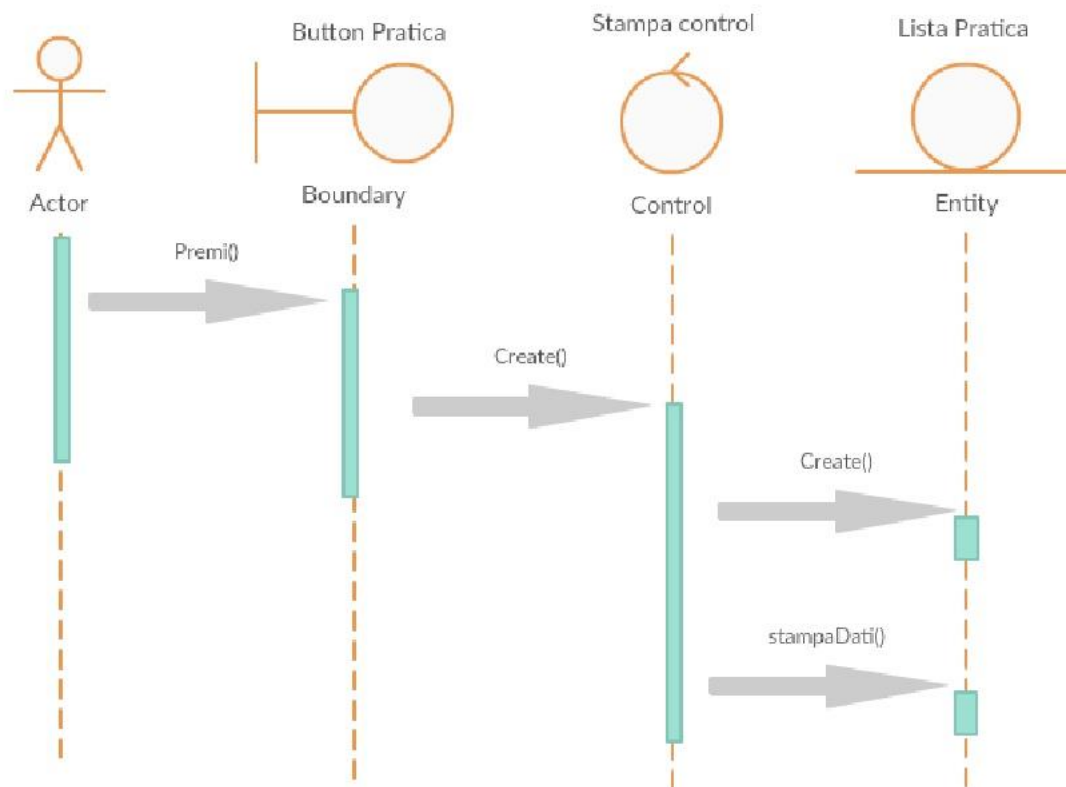 Button Pratica
Stampa control
Lista Pratica
Actor
Boundary
Control
Entity
Premi()
Create()
Create()
stampaDati()